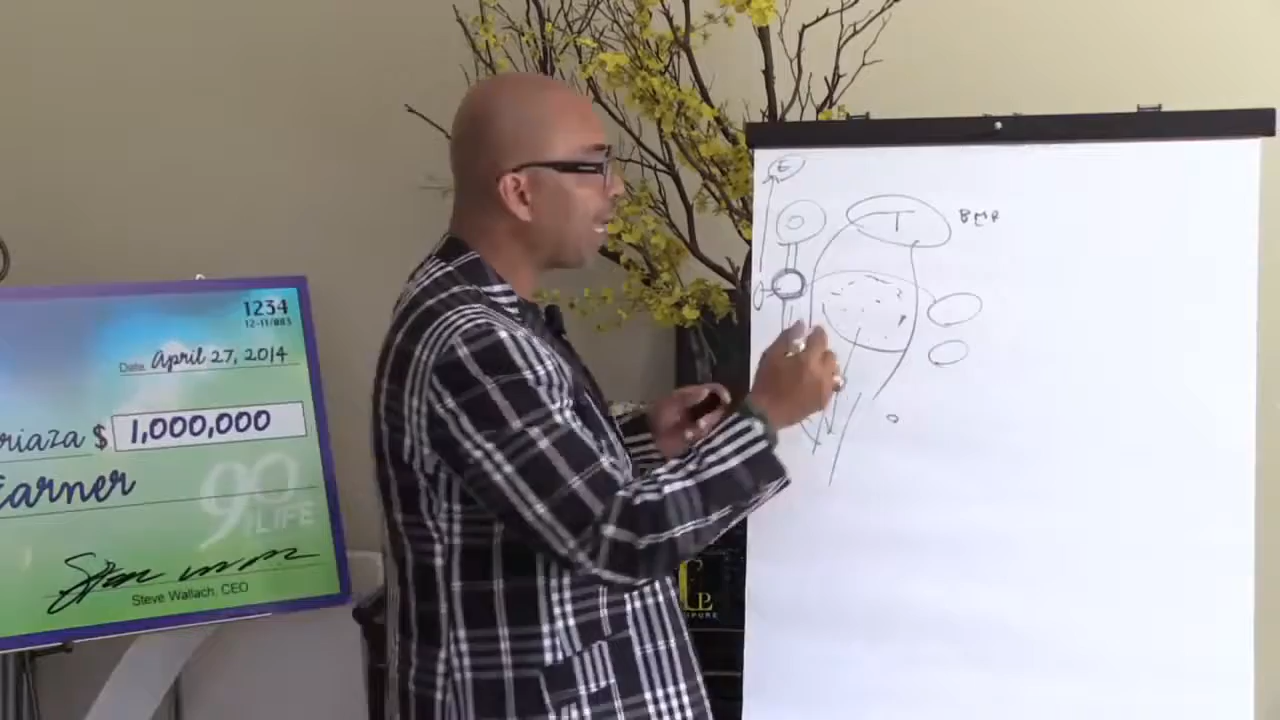 1234
12-11/883
Date: April 27, 2014
riaza $ 1,000,000
Earner
90
FOR LIFE
Steve Wallach, CEO
E
T
BMR